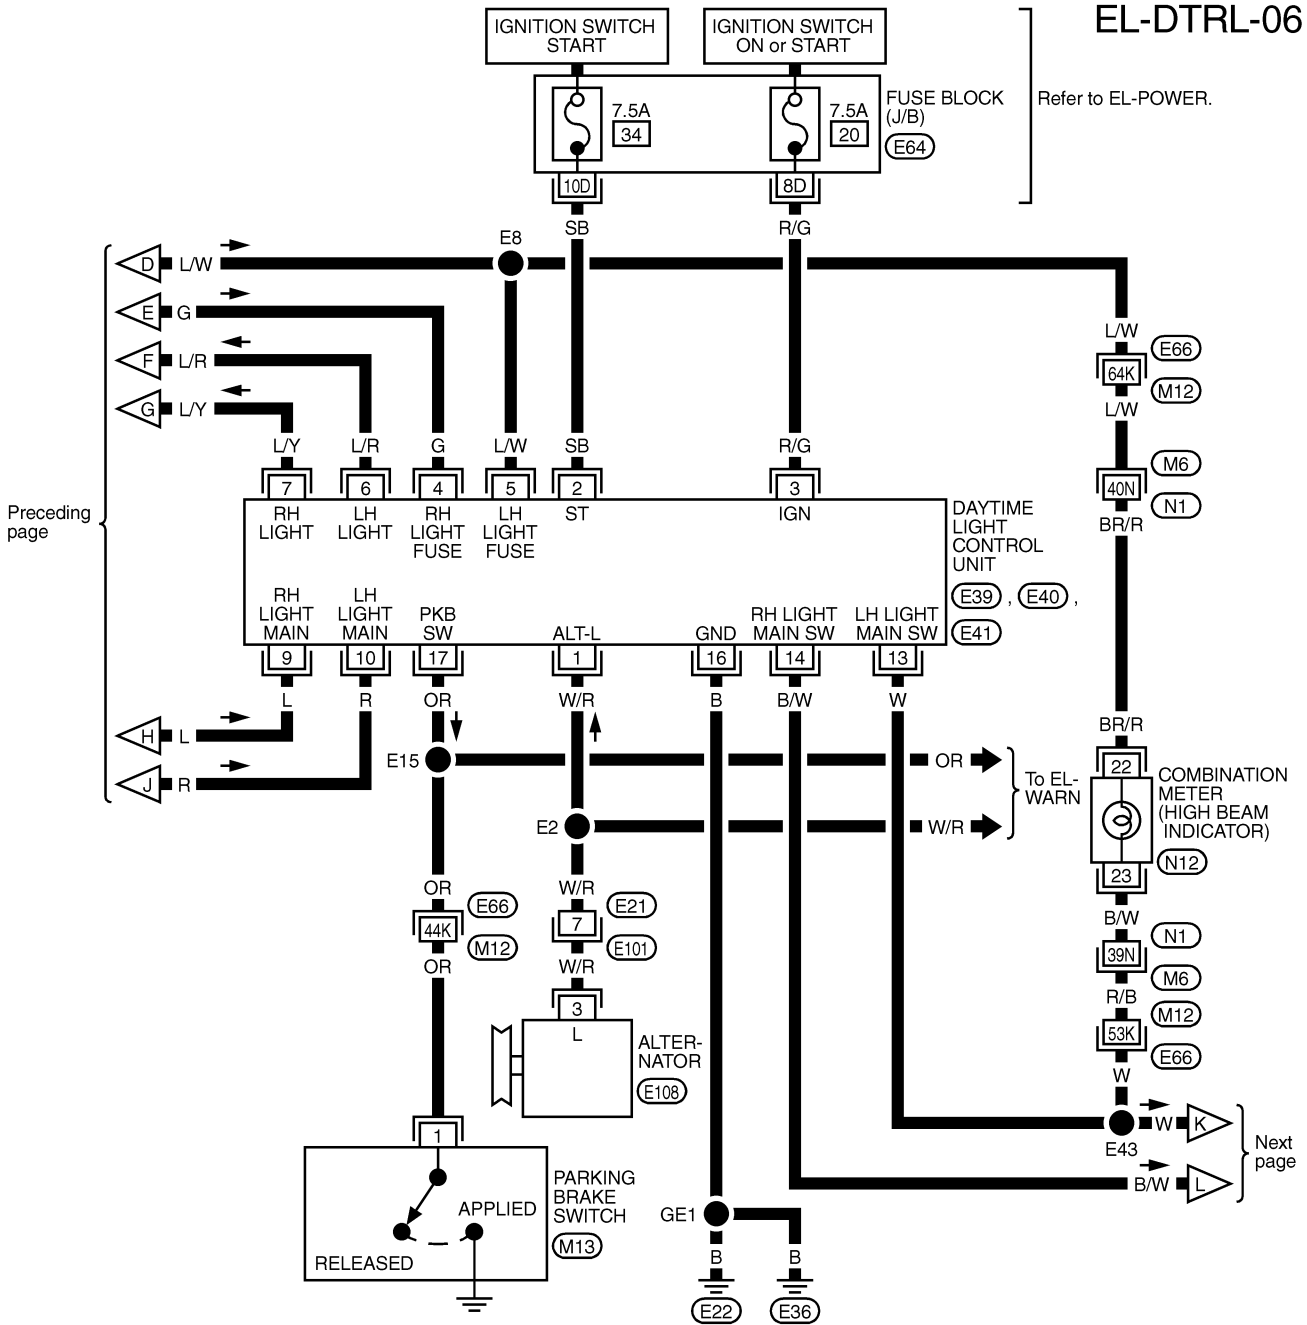 EL-DTRL-06
IGNITION SWITCH
START
IGNITION SWITCH
ON or START
7.5A
34
7.5A
20
FUSE BLOCK
(J/B)
E64
Refer to EL-POWER.
10D
8D
SB
R/G
E8
D L/W
E G
F L/R
G L/Y
L/W
E66
64K
M12
L/W
L/Y
L/R
G
L/W
SB
R/G
M6
40N
N1
BR/R
7
6
4
5
2
3
Preceding
page
RH
LIGHT
LH
LIGHT
RH
LIGHT
FUSE
LH
LIGHT
FUSE
ST
IGN
DAYTIME
LIGHT
CONTROL
UNIT
E39 , E40 ,
E41
RH
LIGHT
MAIN
LH
LIGHT
MAIN
PKB
SW
ALT-L
GND
RH LIGHT
MAIN SW
LH LIGHT
MAIN SW
9
10
17
1
16
14
13
L
R
OR
W/R
B
B/W
W
H L
J R
E15
OR
E2
W/R
To EL-
WARN
BR/R
22
COMBINATION
METER
(HIGH BEAM
INDICATOR)
N12
23
B/W
N1
39N
M6
R/B
M12
53K
E66
W
OR
E66
44K
M12
OR
W/R
E21
7
E101
W/R
3
L
ALTER-
NATOR
E108
W K
E43
B/W L
Next
page
1
APPLIED
RELEASED
PARKING
BRAKE
SWITCH
M13
GE1
B
B
E22
E36